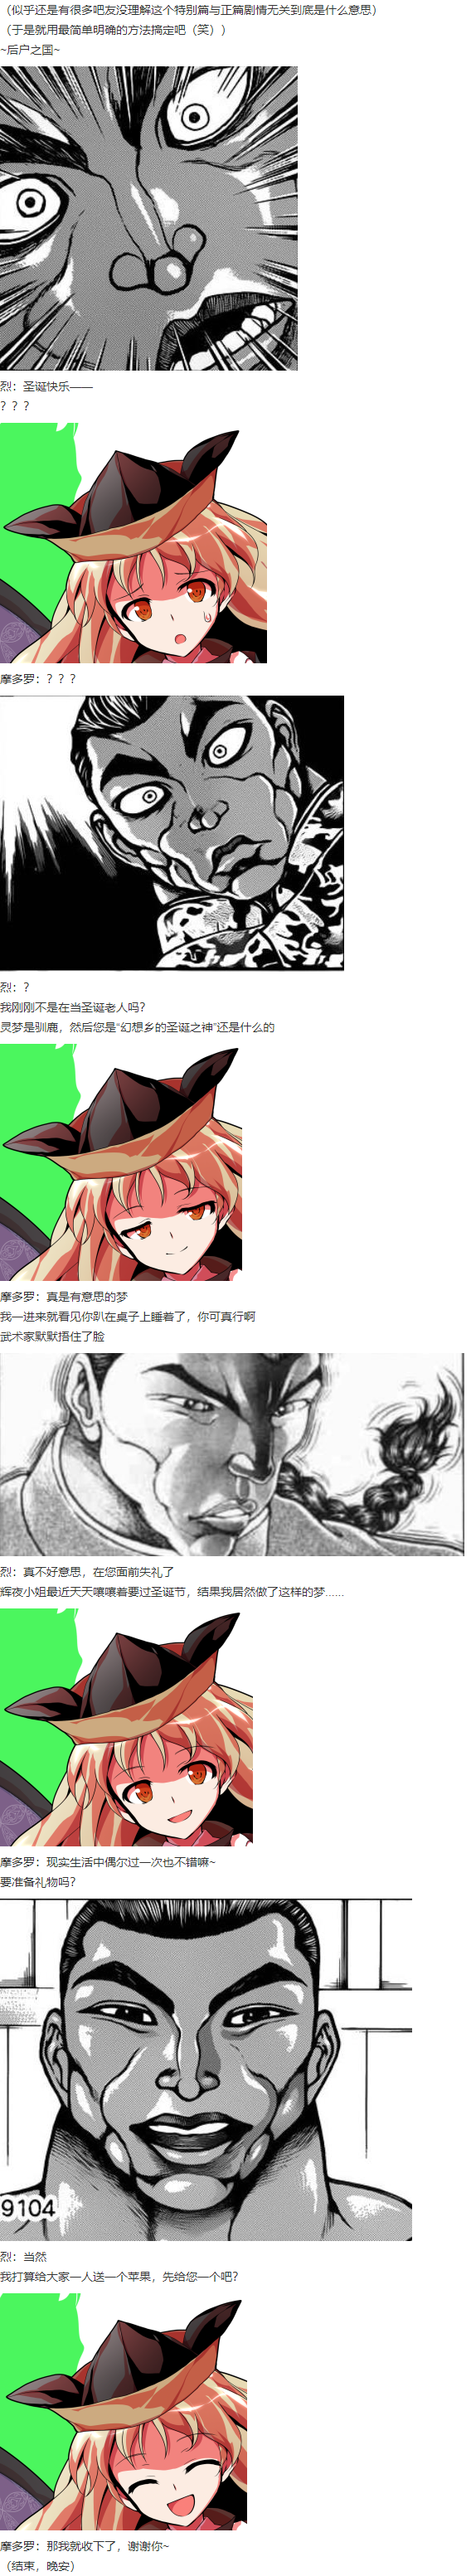 （似乎还是有很多吧友没理解这个特别篇与正篇剧情无关到底是什么意思）
（于是就用最简单明确的方法搞定吧（笑））
~后户之国~
烈：圣诞快乐——
？？？
摩多罗：？？？
烈：？
我刚刚不是在当圣诞老人吗？
灵梦是驯鹿，然后您是“幻想乡的圣诞之神”还是什么的
摩多罗：真是有意思的梦
我一进来就看见你趴在桌子上睡着了，你可真行啊
武术家默默捂住了脸
烈：真不好意思，在您面前失礼了
辉夜小姐最近天天嚷嚷着要过圣诞节，结果我居然做了这样的梦......
摩多罗：现实生活中偶尔过一次也不错嘛~
要准备礼物吗？
9104
烈：当然
我打算给大家一人送一个苹果，先给您一个吧？
摩多罗：那我就收下了，谢谢你~
（结束，晚安）